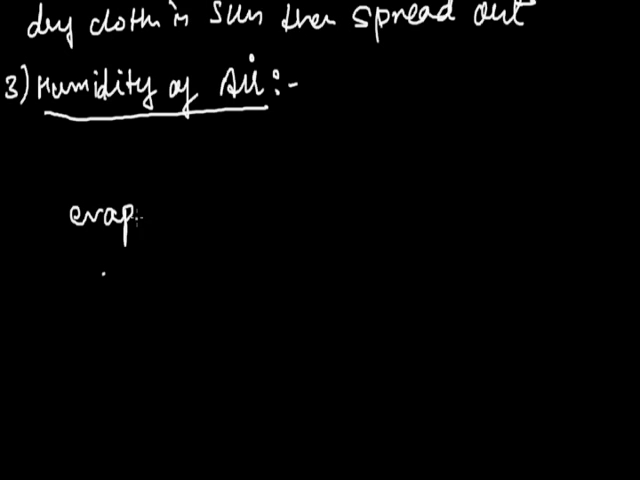 dry cloth in sun then spread out
3) Humidity of Air:-
evap